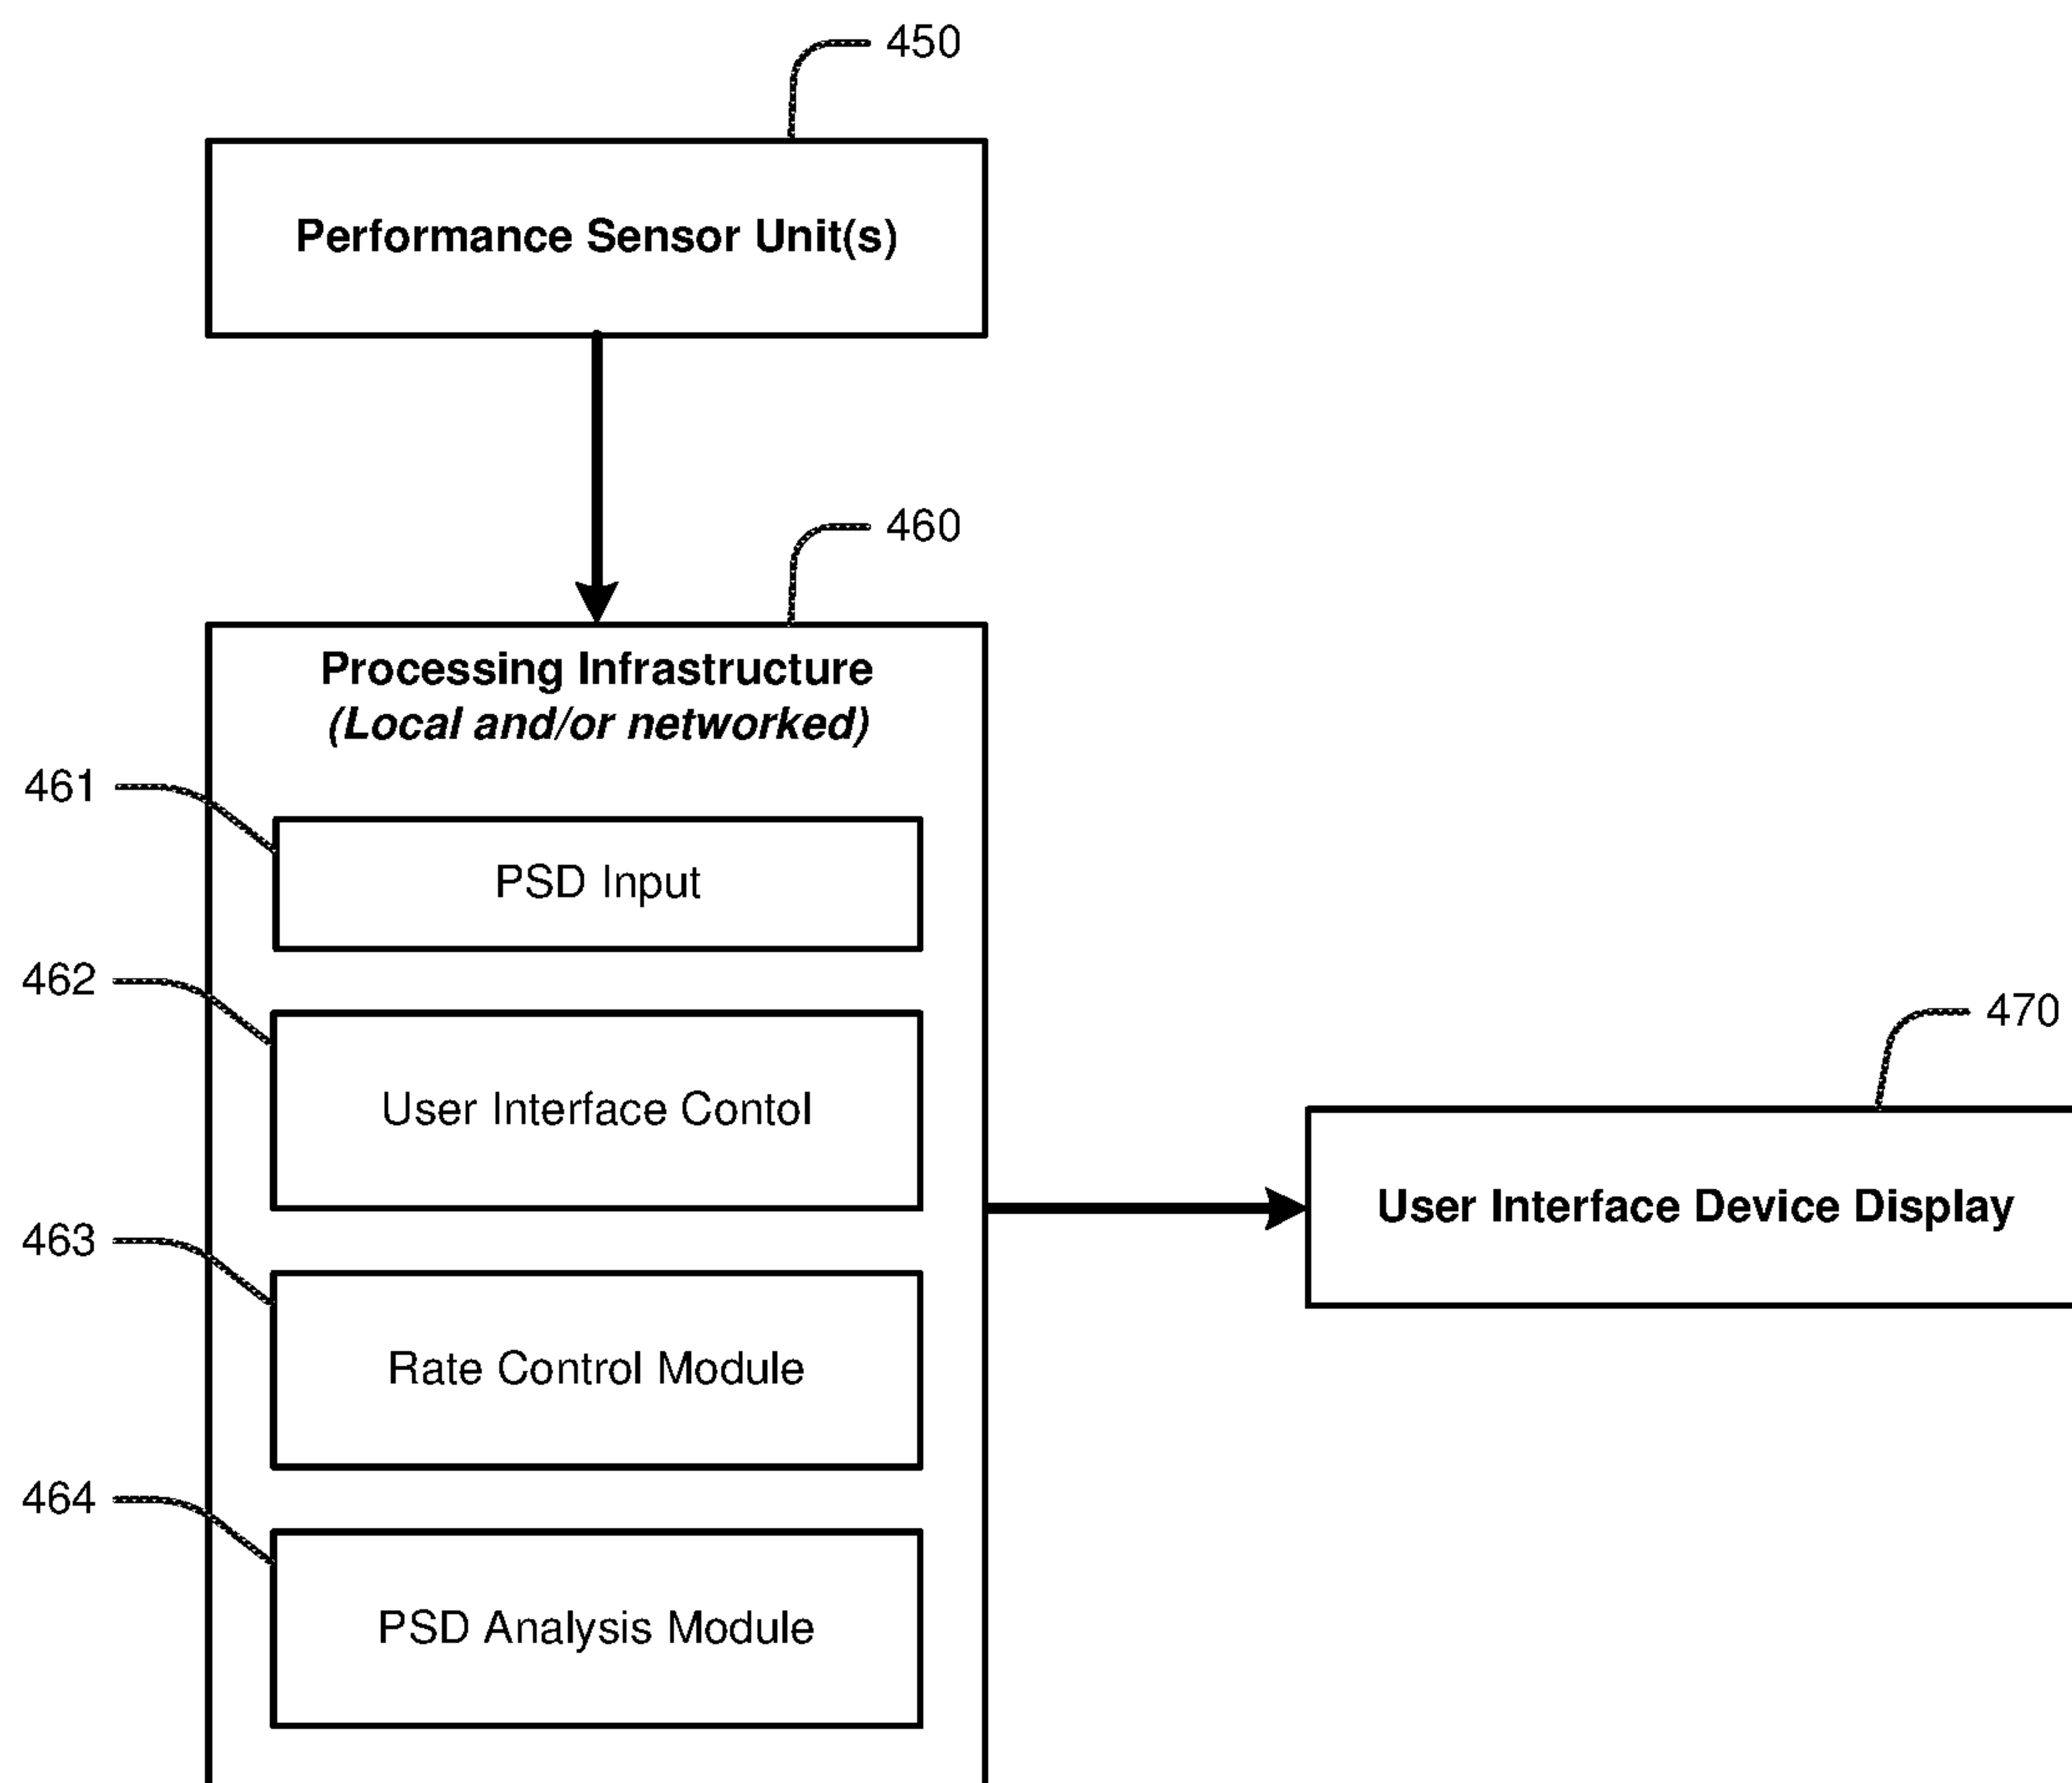 450
Performance Sensor Unit(s)
460
Processing Infrastructure
(Local and/or networked)
461
PSD Input
462
User Interface Contol
470
User Interface Device Display
463
Rate Control Module
464
PSD Analysis Module